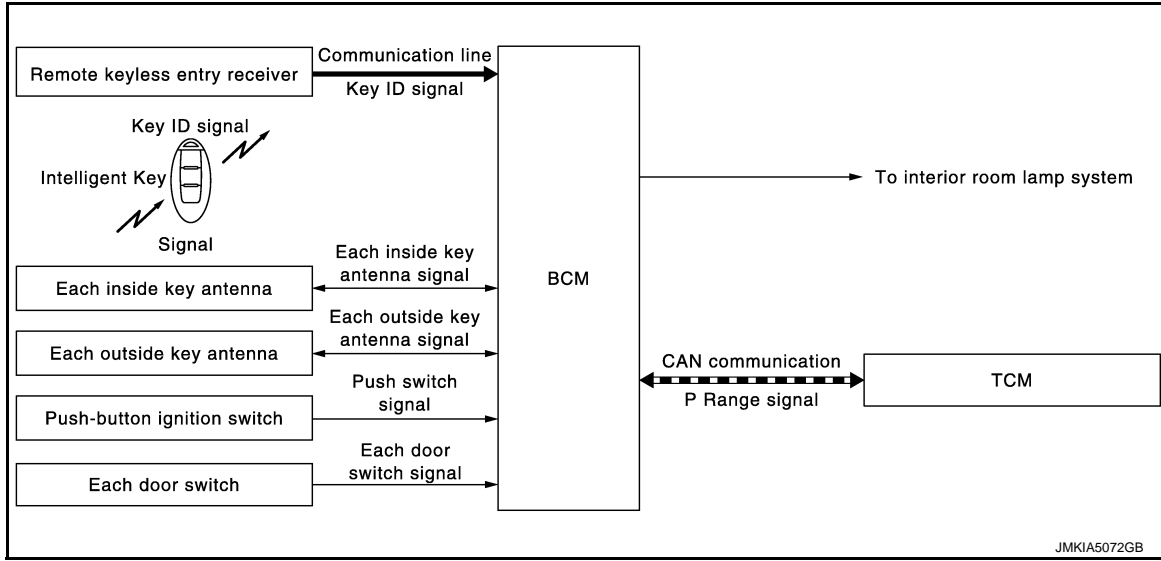 Remote keyless entry receiver
Communication line
Key ID signal
Key ID signal
Intelligent Key
Signal
Each inside key antenna
Each inside key
antenna signal
Each outside key antenna
Each outside key
antenna signal
Push-button ignition switch
Push switch
signal
Each door switch
Each door
switch signal
BCM
To interior room lamp system
CAN communication
P Range signal
TCM
JMKIA5072GB